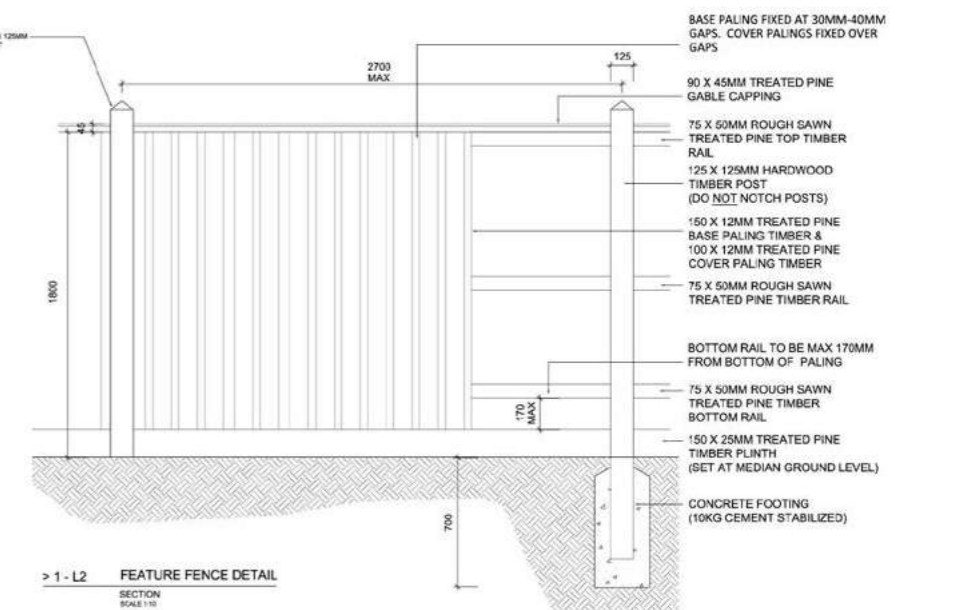 BASE PALING FIXED AT 30MM-40MM
GAPS. COVER PALINGS FIXED OVER
GAPS
X 125MM
2700
MAX
125
90 X 45MM TREATED PINE
GABLE CAPPING
45
75 X 50MM ROUGH SAWN
TREATED PINE TOP TIMBER
RAIL
125 X 125MM HARDWOOD
TIMBER POST
(DO NOT NOTCH POSTS)
150 X 12MM TREATED PINE
BASE PALING TIMBER &
100 X 12MM TREATED PINE
COVER PALING TIMBER
1800
75 X 50MM ROUGH SAWN
TREATED PINE TIMBER RAIL
BOTTOM RAIL TO BE MAX 170MM
FROM BOTTOM OF PALING
170
MAX
75 X 50MM ROUGH SAWN
TREATED PINE TIMBER
BOTTOM RAIL
150 X 25MM TREATED PINE
TIMBER PLINTH
(SET AT MEDIAN GROUND LEVEL)
700
CONCRETE FOOTING
(10KG CEMENT STABILIZED)
> 1 - L2 FEATURE FENCE DETAIL
SECTION
SCALE 1:10